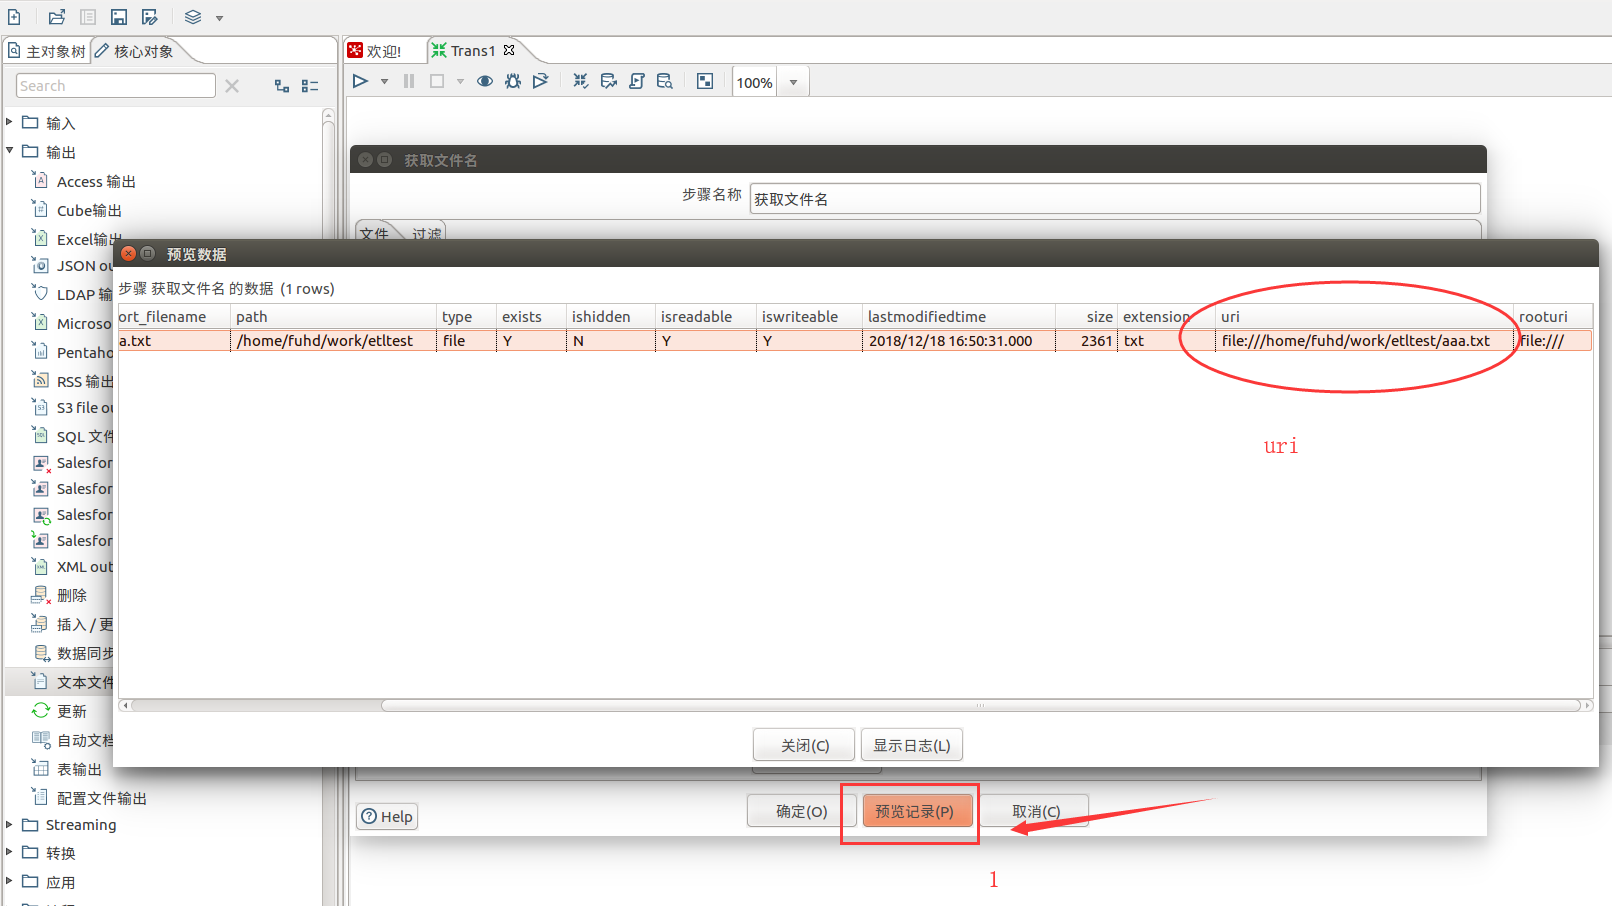 主对象树
核心对象
欢迎!
Trans1
Search
100%
输入
输出
Access 输出
Cube输出
Excel输出
JSON ou
LDAP 输
Microso
Pentaho
RSS 输出
S3 file ou
SQL 文件
Salesfor
Salesfor
Salesfor
Salesfor
XML out
删除
插入 / 更
数据同步
文本文件
更新
自动文档
表输出
配置文件输出
Streaming
转换
应用
获取文件名
步骤名称
获取文件名
文件
过滤
预览数据
步骤 获取文件名 的数据 (1 rows)
ort_filename path type exists ishidden isreadable iswriteable lastmodifiedtime size extension uri rooturi
a.txt /home/fuhd/work/etltest file Y N Y Y 2018/12/18 16:50:31.000 2361 txt file:///home/fuhd/work/etltest/aaa.txt file:///
uri
关闭(C)
显示日志(L)
Help
确定(O)
预览记录(P)
取消(C)
1